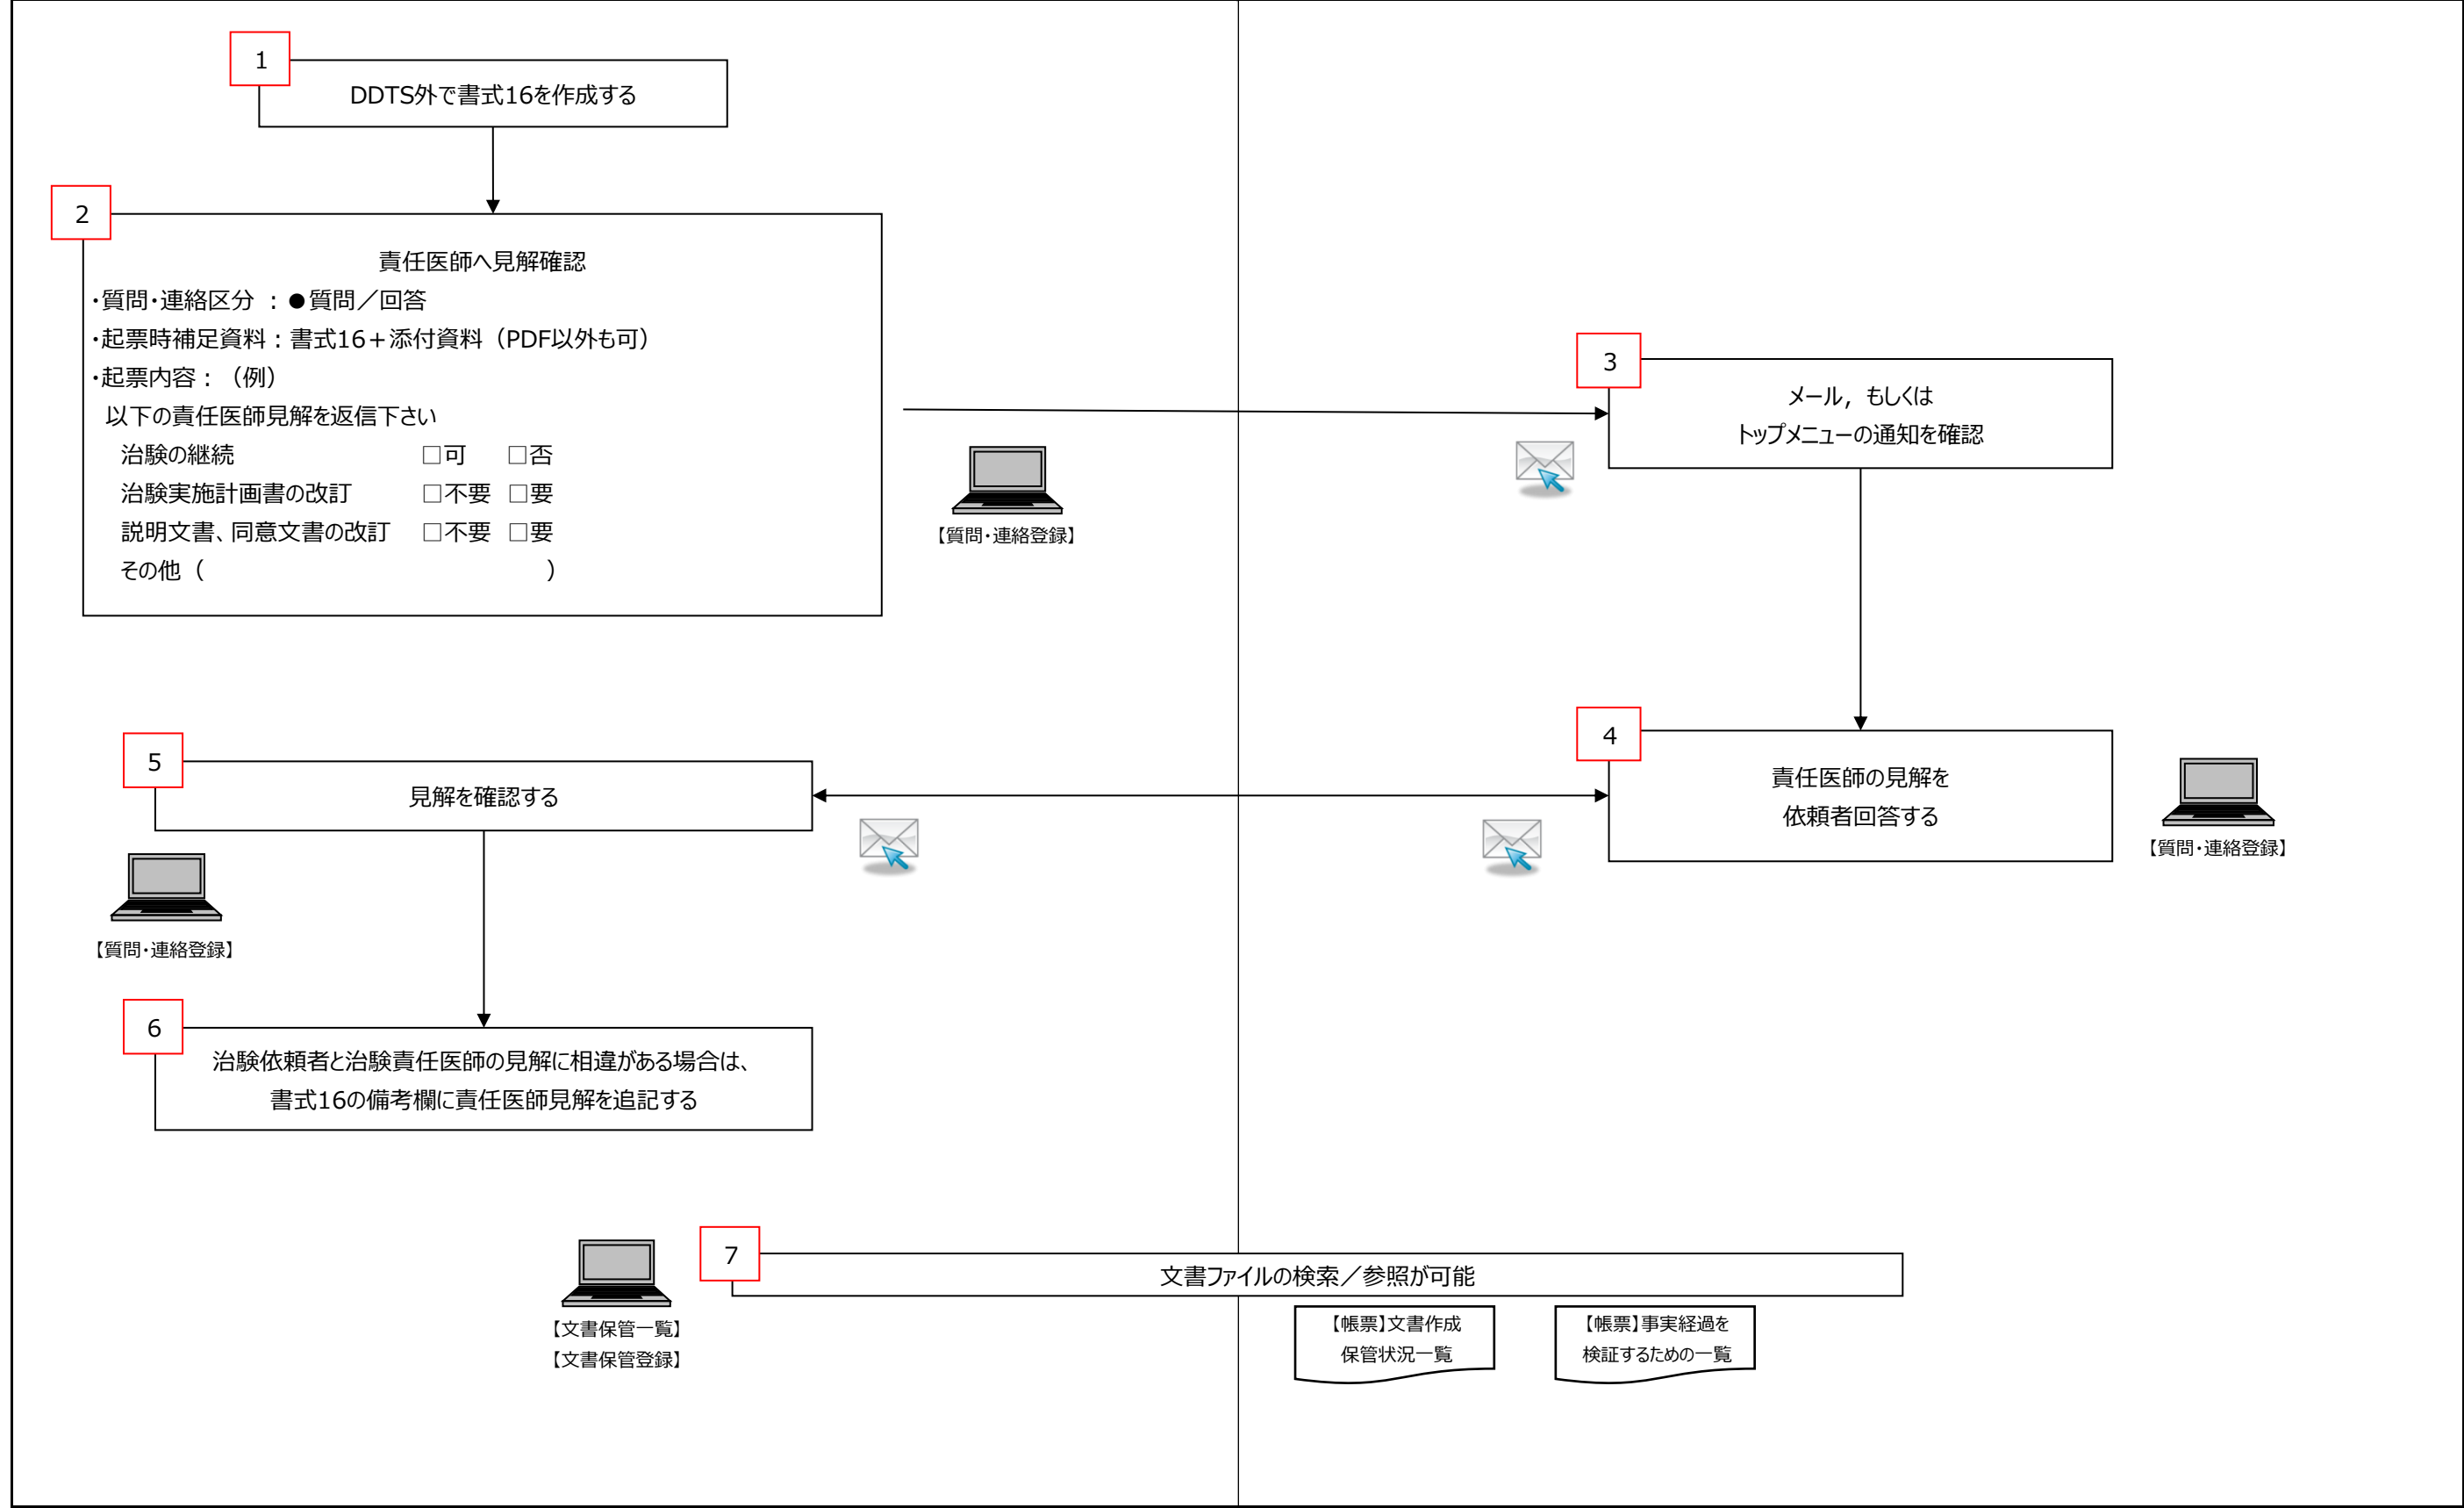 1
DDTS外で書式16を作成する
2
責任医師へ見解確認
・質問・連絡区分 ：●質問／回答
・起票時補足資料：書式16＋添付資料（PDF以外も可）
・起票内容：（例）
以下の責任医師見解を返信下さい
治験の継続 □可 □否
治験実施計画書の改訂 □不要 □要
説明文書、同意文書の改訂 □不要 □要
その他（ ）
【質問・連絡登録】
3
メール，もしくは
トップメニューの通知を確認
4
責任医師の見解を
依頼者回答する
【質問・連絡登録】
5
見解を確認する
【質問・連絡登録】
6
治験依頼者と治験責任医師の見解に相違がある場合は、
書式16の備考欄に責任医師見解を追記する
7
文書ファイルの検索／参照が可能
【文書保管一覧】
【文書保管登録】
【帳票】文書作成
保管状況一覧
【帳票】事実経過を
検証するための一覧